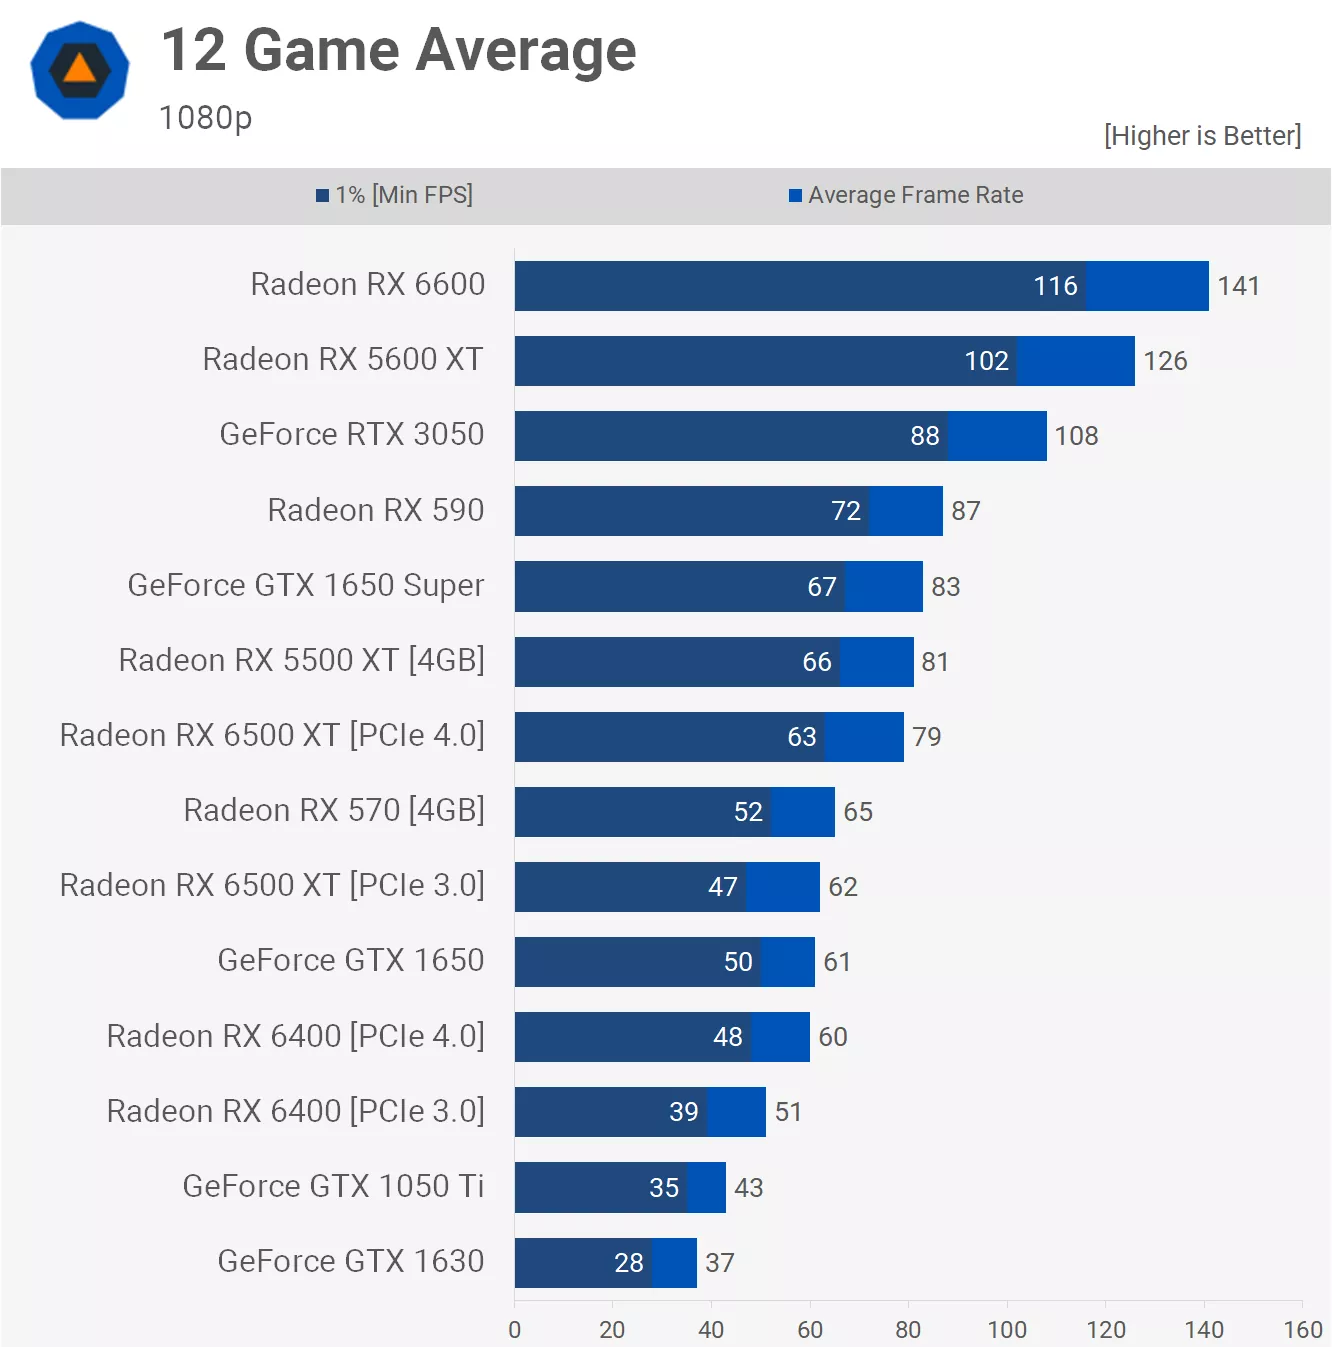 12 Game Average
1080p
[Higher is Better]
1% [Min FPS] Average Frame Rate
Radeon RX 6600 116 141
Radeon RX 5600 XT 102 126
GeForce RTX 3050 88 108
Radeon RX 590 72 87
GeForce GTX 1650 Super 67 83
Radeon RX 5500 XT [4GB] 66 81
Radeon RX 6500 XT [PCIe 4.0] 63 79
Radeon RX 570 [4GB] 52 65
Radeon RX 6500 XT [PCIe 3.0] 47 62
GeForce GTX 1650 50 61
Radeon RX 6400 [PCIe 4.0] 48 60
Radeon RX 6400 [PCIe 3.0] 39 51
GeForce GTX 1050 Ti 35 43
GeForce GTX 1630 28 37
0 20 40 60 80 100 120 140 160